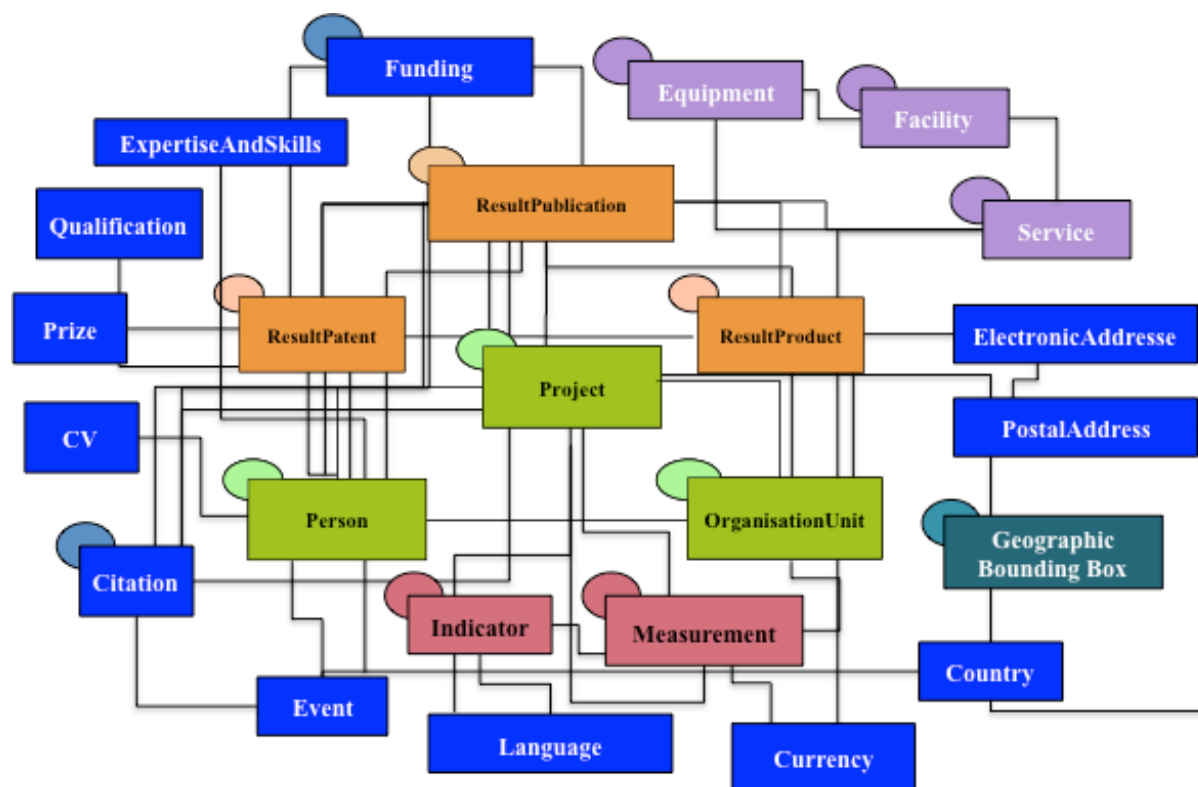 Funding
Equipment
Facility
ExpertiseAndSkills
ResultPublication
Qualification
Service
Prize
ResultPatent
ResultProduct
ElectronicAddresse
Project
CV
PostalAddress
Person
OrganisationUnit
Geographic
Bounding Box
Citation
Indicator
Measurement
Country
Event
Language
Currency